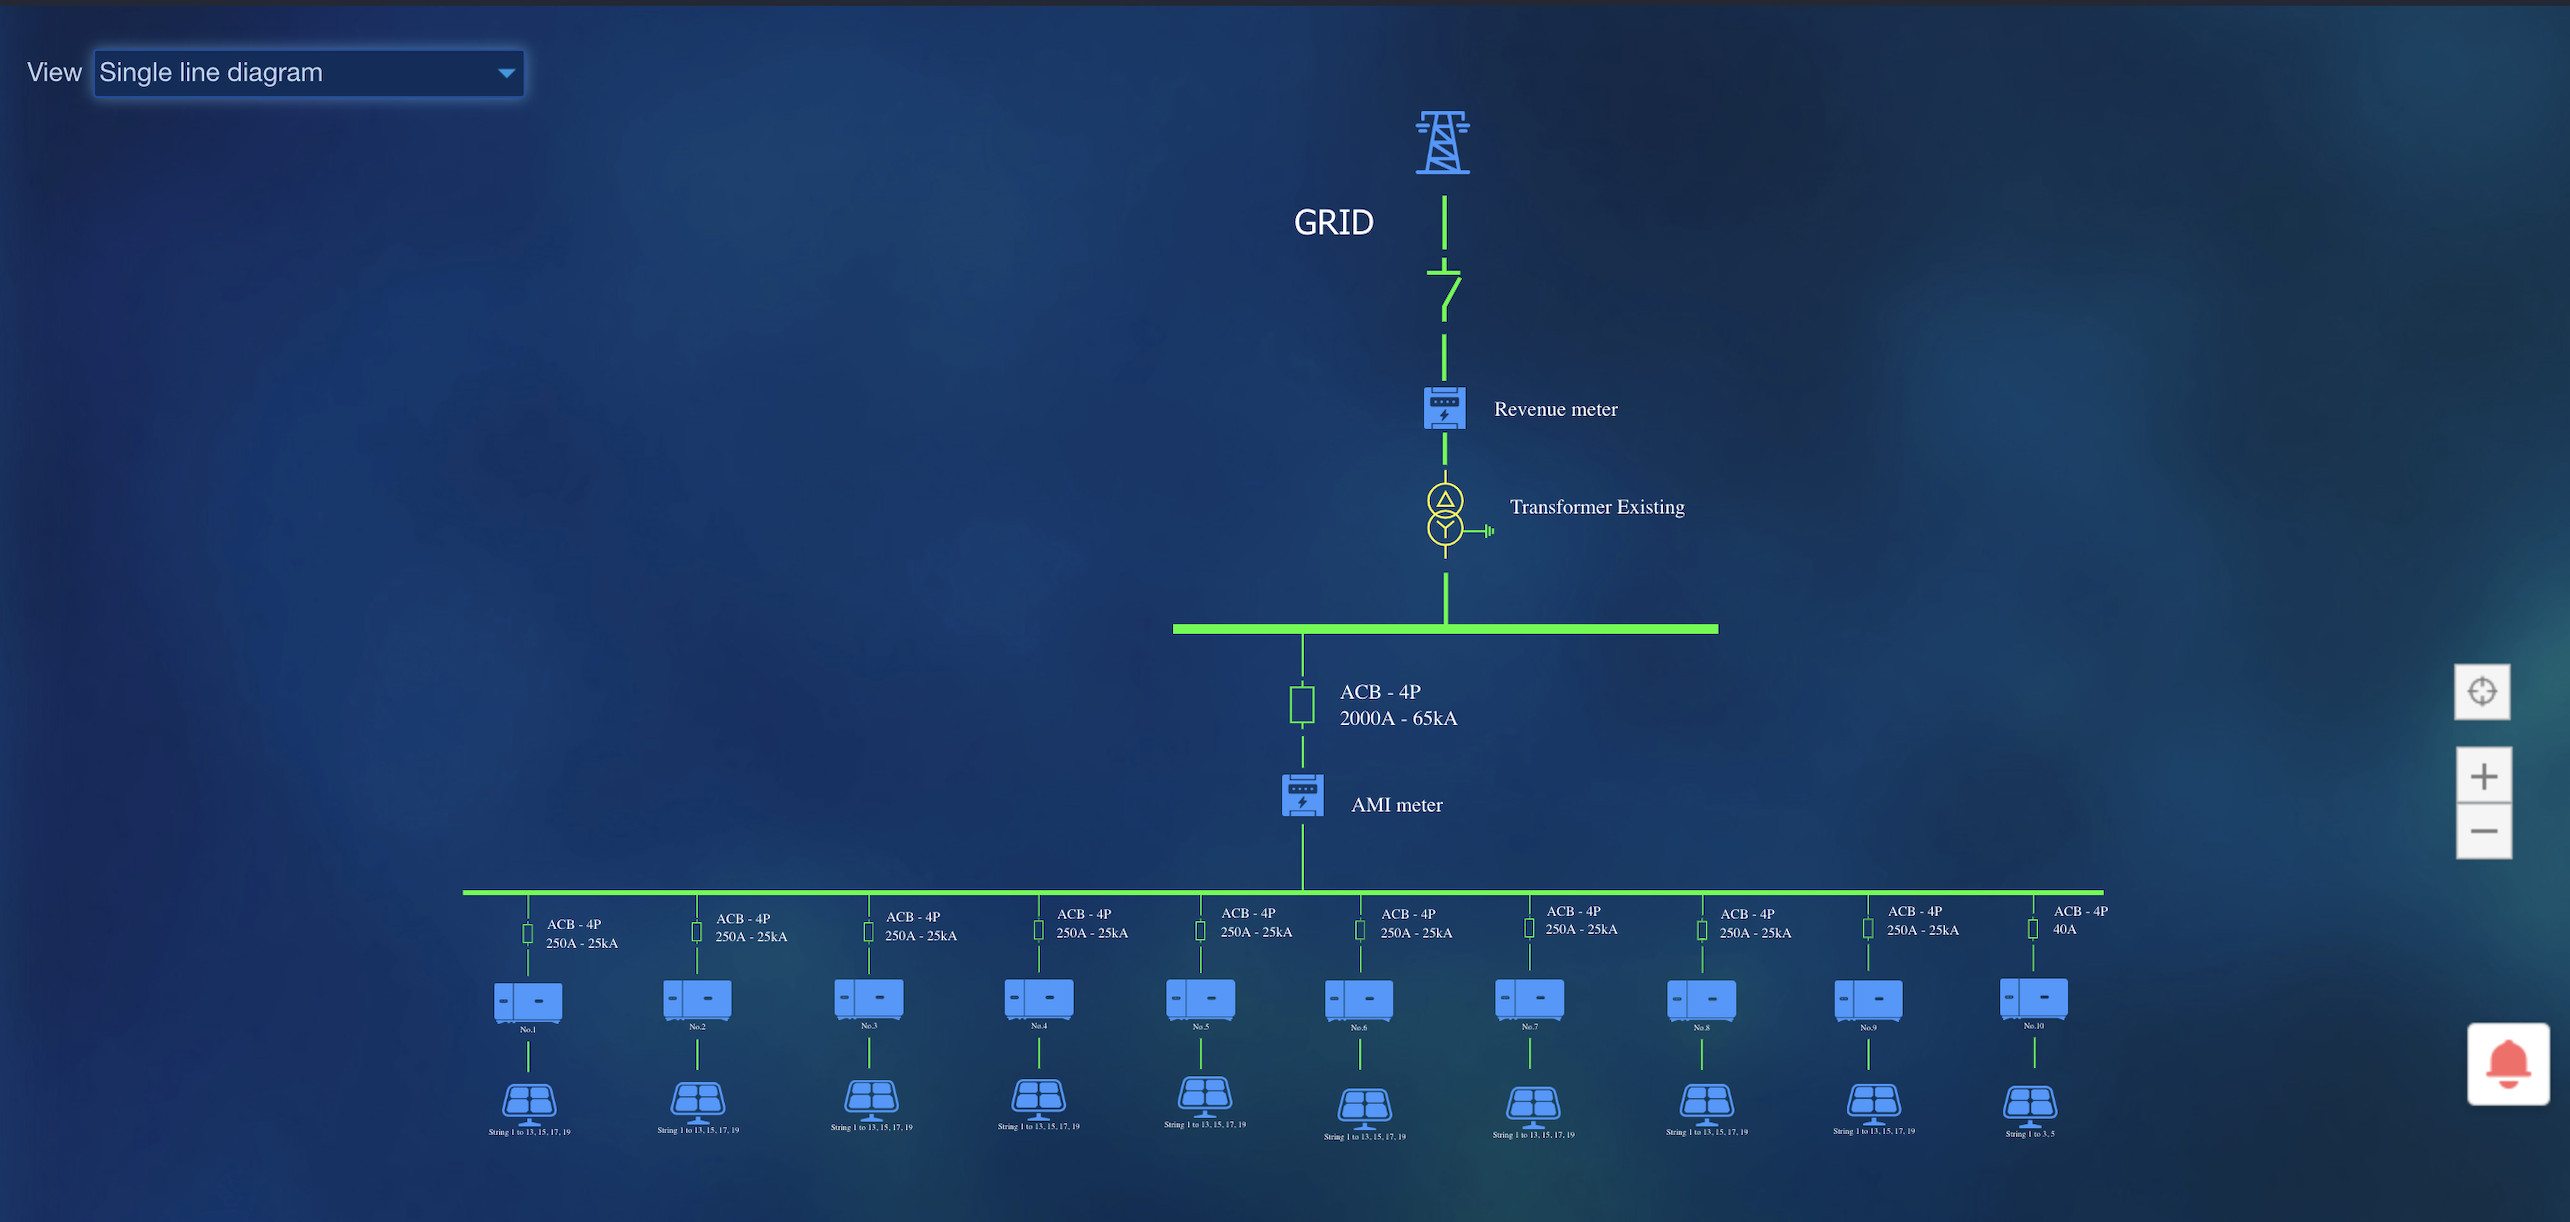 View Single line diagram
GRID
Revenue meter
Transformer Existing
ACB - 4P
2000A - 65kA
AMI meter
ACB - 4P
250A - 25kA
ACB - 4P
250A - 25kA
ACB - 4P
250A - 25kA
ACB - 4P
250A - 25kA
ACB - 4P
250A - 25kA
ACB - 4P
250A - 25kA
ACB - 4P
250A - 25kA
ACB - 4P
250A - 25kA
ACB - 4P
250A - 25kA
ACB - 4P
40A
No.1
No.2
No.3
No.4
No.5
No.6
No.7
No.8
No.9
No.10
String 1 to 13, 15, 17, 19
String 1 to 13, 15, 17, 19
String 1 to 13, 15, 17, 19
String 1 to 13, 15, 17, 19
String 1 to 13, 15, 17, 19
String 1 to 13, 15, 17, 19
String 1 to 13, 15, 17, 19
String 1 to 13, 15, 17, 19
String 1 to 13, 15, 17, 19
String 1 to 3, 5